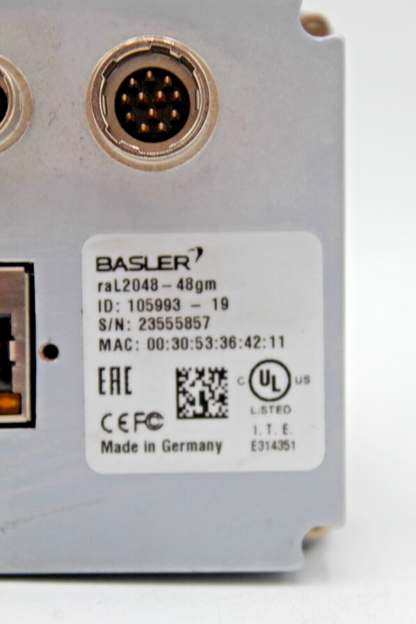 BASLER
raL2048-48gm
ID: 105993 - 19
S/N: 23555857
MAC: 00:30:53:36:42:11
EAC
C UL US
LISTED
CE FC
I. T. E.
Made in Germany E314351